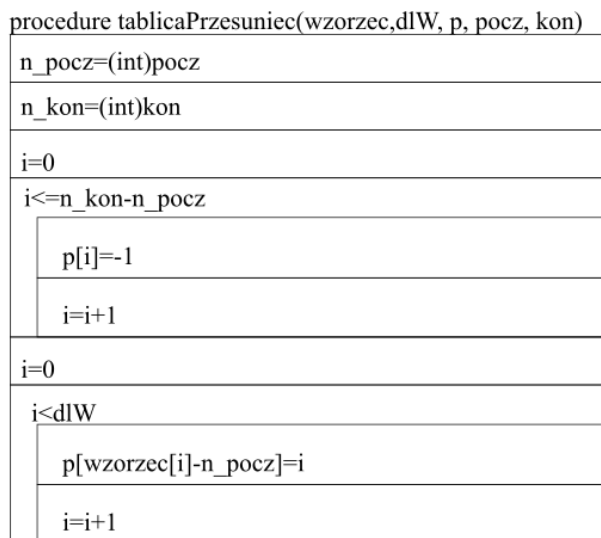 procedure tablicaPrzesuniec(wzorzec,dlW, p, pocz, kon)
n_pocz=(int)pocz
n_kon=(int)kon
i=0
i<=n_kon-n_pocz
p[i]=-1
i=i+1
i=0
i<dlW
p[wzorzec[i]-n_pocz]=i
i=i+1